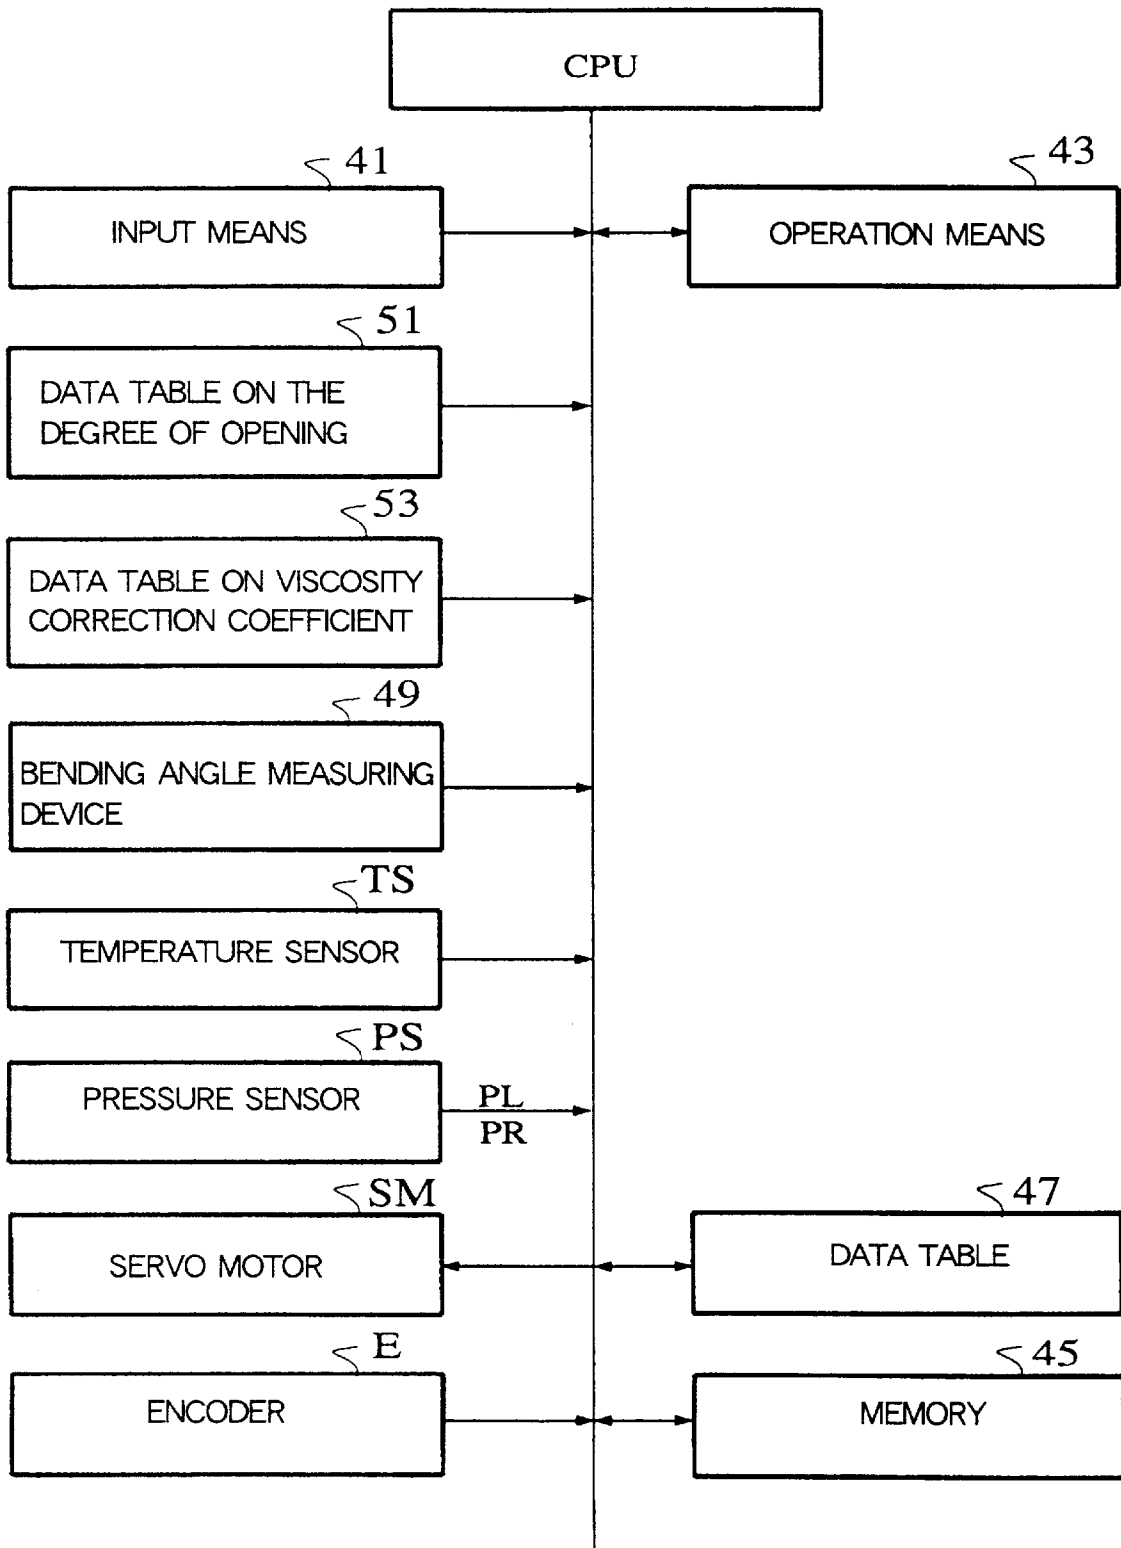 CPU
41
INPUT MEANS
43
OPERATION MEANS
51
DATA TABLE ON THE
DEGREE OF OPENING
53
DATA TABLE ON VISCOSITY
CORRECTION COEFFICIENT
49
BENDING ANGLE MEASURING
DEVICE
TS
TEMPERATURE SENSOR
PS
PRESSURE SENSOR
PL
PR
SM
SERVO MOTOR
47
DATA TABLE
E
ENCODER
45
MEMORY